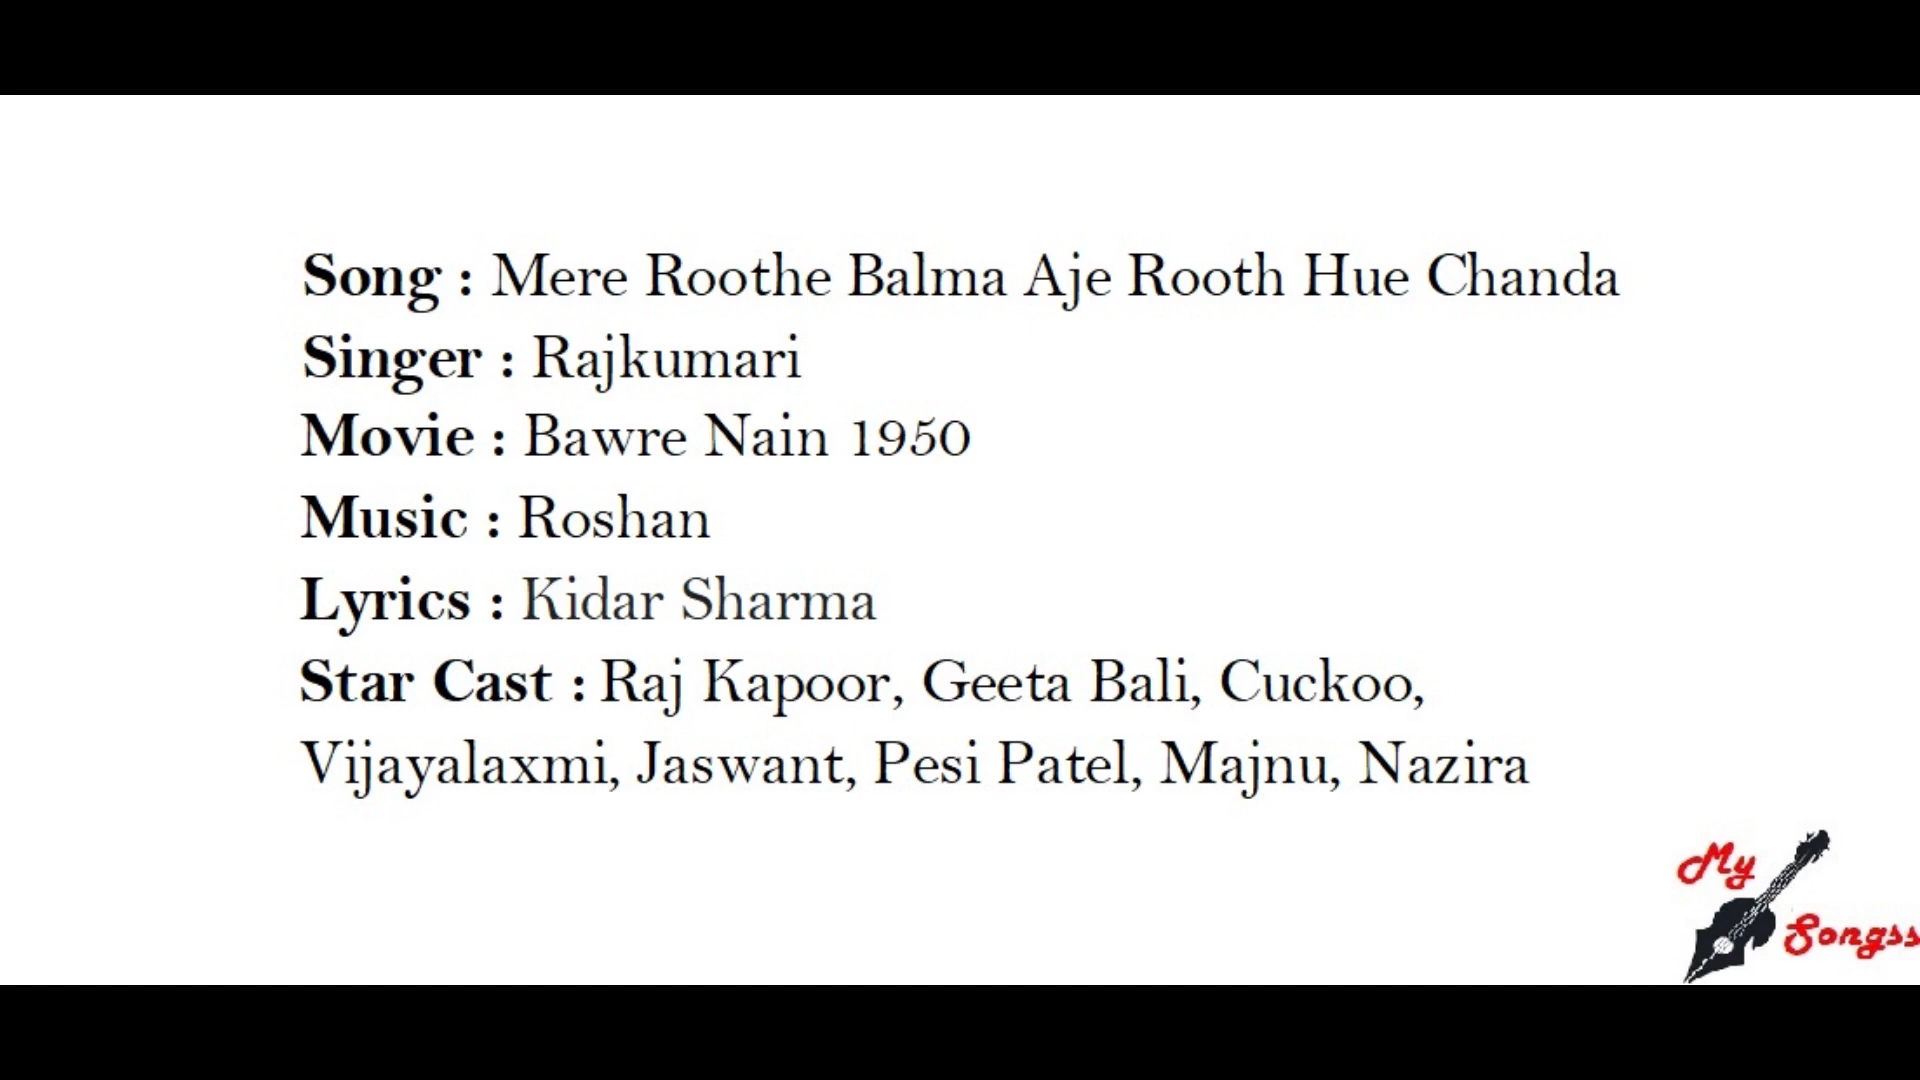 Song : Mere Roothe Balma Aje Rooth Hue Chanda
Singer : Rajkumari
Movie : Bawre Nain 1950
Music : Roshan
Lyrics : Kidar Sharma
Star Cast : Raj Kapoor, Geeta Bali, Cuckoo,
Vijayalaxmi, Jaswant, Pesi Patel, Majnu, Nazira
My
Songss